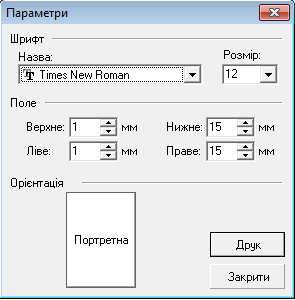 Параметри
Шрифт
Назва: Розмір:
Times New Roman 12
Поле
Верхнє: 1 мм Нижнє: 15 мм
Ліве: 1 мм Праве: 15 мм
Орієнтація
Портретна
Друк
Закрити